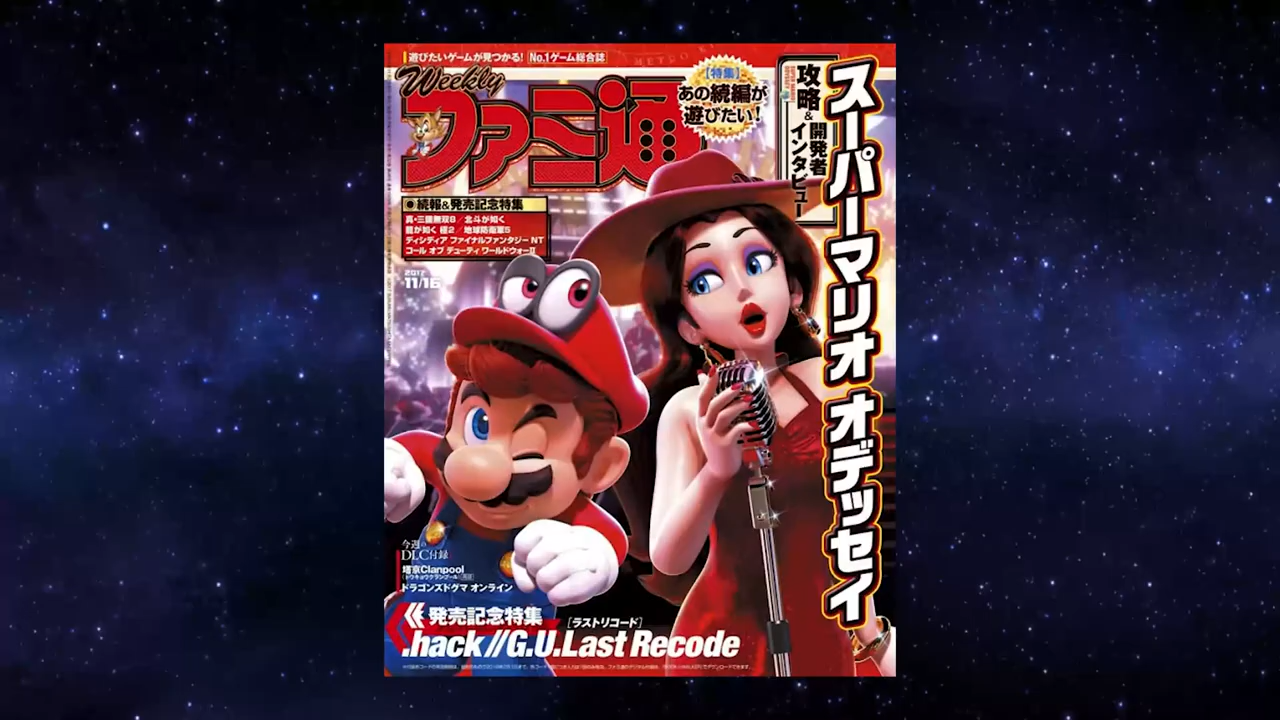 遊びたいゲームが見つかる! No.1ゲーム総合誌
Weekly
ファミ通
【特集】
あの続編が
遊びたい!
スーパーマリオ オデッセイ
攻略&
開発者
インタビュー
●続報&発売記念特集
真・三國無双8/北斗が如く
龍が如く 極2/地球防衛軍5
ディシディア ファイナルファンタジー NT
コール オブ デューティ ワールドウォーII
2017
11/16
今週の
DLC付録
塔京Clanpool
ドラゴンズドグマ オンライン
発売記念特集
[ラストリコード]
.hack//G.U.Last Recode